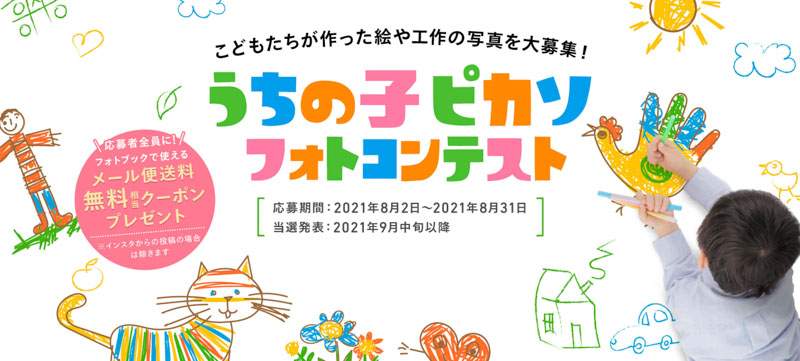 こどもたちが作った絵や工作の写真を大募集！
うちの子ピカソ
フォトコンテスト
応募期間：2021年8月2日〜2021年8月31日
当選発表：2021年9月中旬以降
応募者全員に！
フォトブックで使える
メール便送料
無料相当クーポン
プレゼント
※インスタからの投稿の場合
は除きます